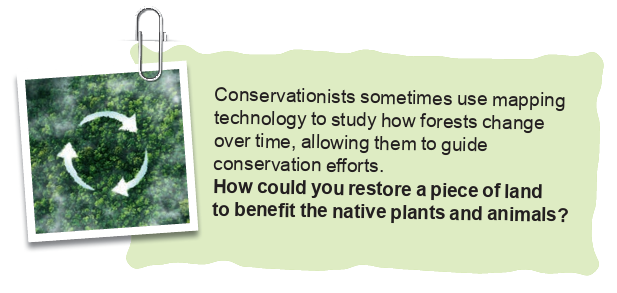 Conservationists sometimes use mapping
technology to study how forests change
over time, allowing them to guide
conservation efforts.
How could you restore a piece of land
to benefit the native plants and animals?